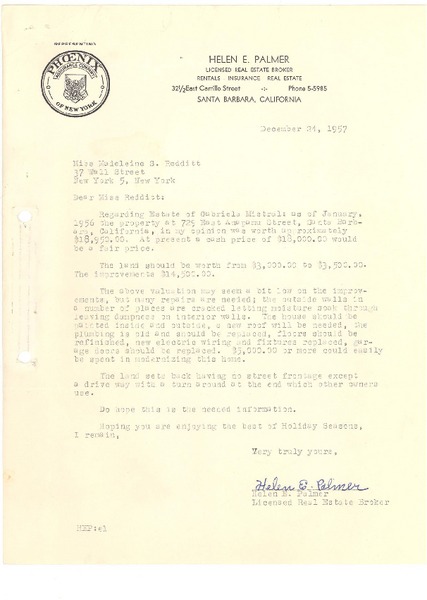 REPRESENTING
PHOENIX
ASSURANCE COMPANY
OF NEW YORK
HELEN E. PALMER
LICENSED REAL ESTATE BROKER
RENTALS INSURANCE REAL ESTATE
32½ East Carrillo Street -:- Phone 5-5985
SANTA BARBARA, CALIFORNIA
December 24, 1957
Miss Madeleine S. Redditt
37 Wall Street
New York 5, New York
Dear Miss Reddict:
Regarding Estate of Gabriela Mistral: as of January,
1956 the property at 729 East Anapamu Street, Santa Barb-
ara, California, in my opinion was worth approximately
$18,950.00. At present a cash price of $18,000.00 would
be a fair price.
The land should be worth from $3,000.00 to $3,500.00
The improvements $14,500.00.
The above valuation may seem a bit low on the improv-
ements, but many repairs are needed; the outside walls in
a number of places are cracked letting moisture soak through
leaving dampness on interior walls. The house should be
painted inside and outside, a new roof will be needed, the
plumbing is old and should be replaced, floors should be
refinished, new electric wiring and fixtures replaced, gar-
age doors should be replaced. $5,000.00 or more could easily
be spent in modernizing this home.
The land sets back having no street frontage except
a drive way with a turn around at the end which other owners
use.
Do hope this is the needed information.
Hoping you are enjoying the best of Holiday Seasons,
I remain,
Very truly yours,
Helen E. Palmer
Helen E. Palmer
Licensed Real Estate Broker
HEP:el